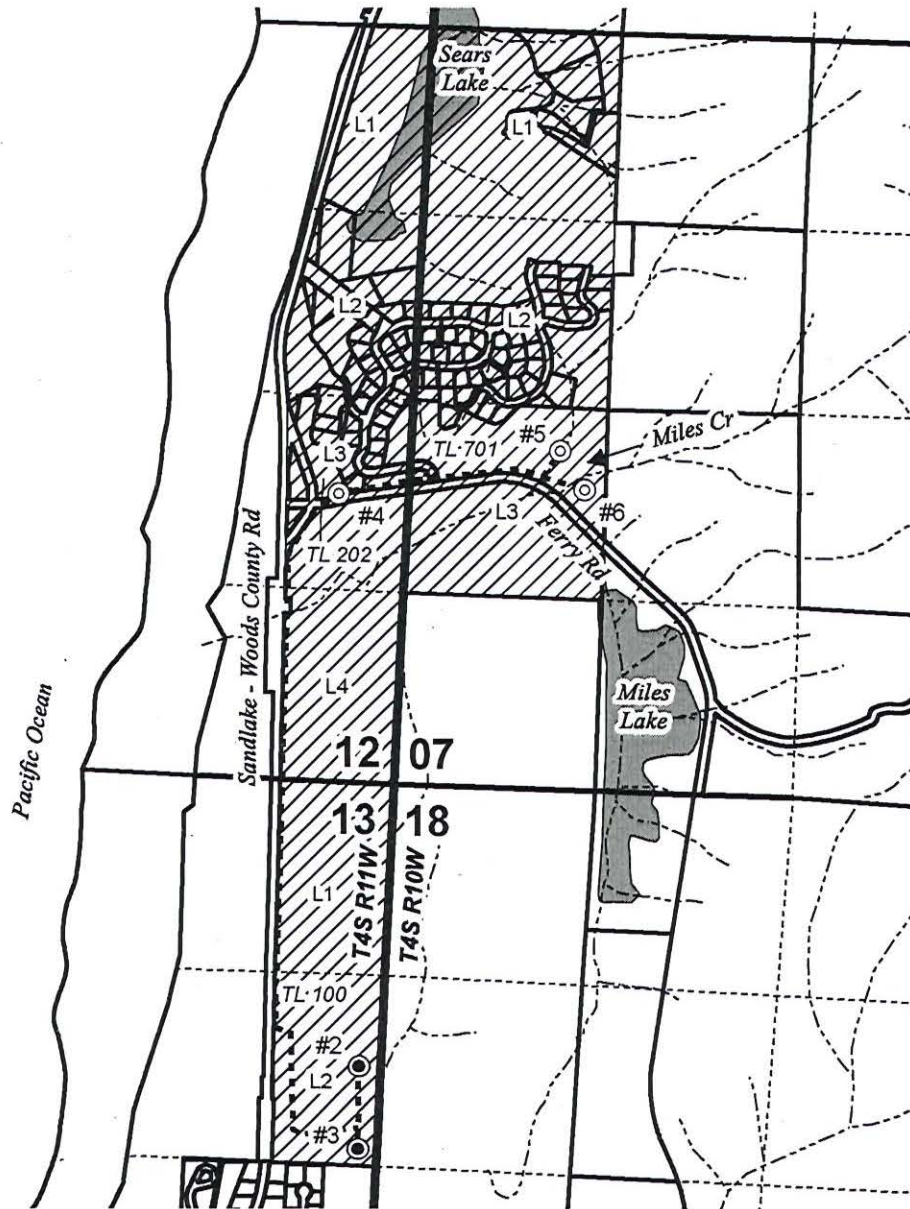 Sears
Lake
L1
L1
L2
L2
Miles Cr
#5
TL 701
L3
#4
L3
#6
Ferry Rd
TL 202
Sandlake - Woods County Rd
L4
Miles
Lake
Pacific Ocean
12 07
13 18
T4S R11W
T4S R10W
L1
TL 100
#2
L2
#3